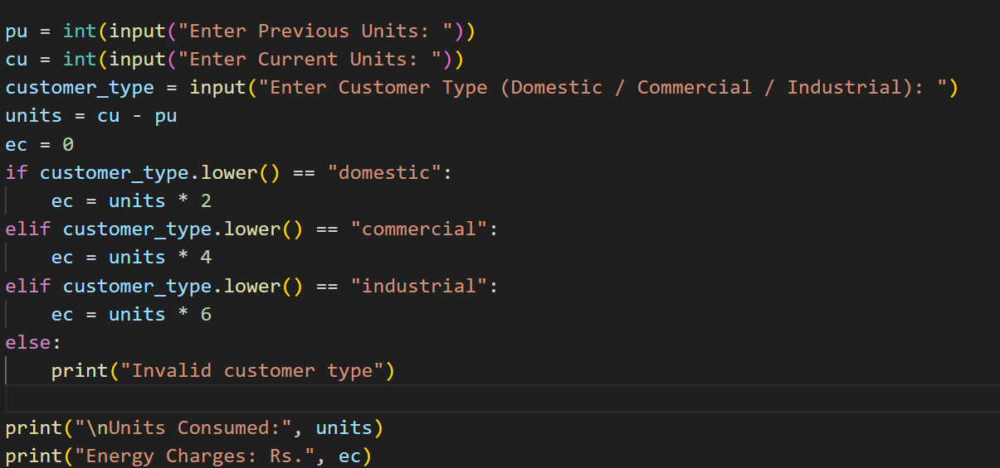 pu = int(input("Enter Previous Units: "))
cu = int(input("Enter Current Units: "))
customer_type = input("Enter Customer Type (Domestic / Commercial / Industrial): ")
units = cu - pu
ec = 0
if customer_type.lower() == "domestic":
    ec = units * 2
elif customer_type.lower() == "commercial":
    ec = units * 4
elif customer_type.lower() == "industrial":
    ec = units * 6
else:
    print("Invalid customer type")

print("\nUnits Consumed:", units)
print("Energy Charges: Rs.", ec)